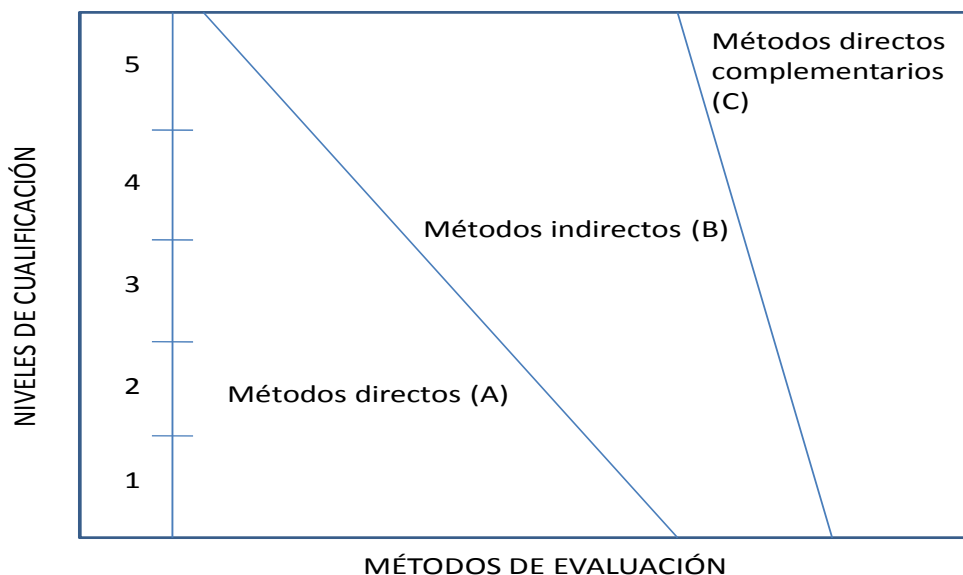 Métodos directos
complementarios
(C)
5
4
Métodos indirectos (B)
3
2
Métodos directos (A)
1
NIVELES DE CUALIFICACIÓN
MÉTODOS DE EVALUACIÓN